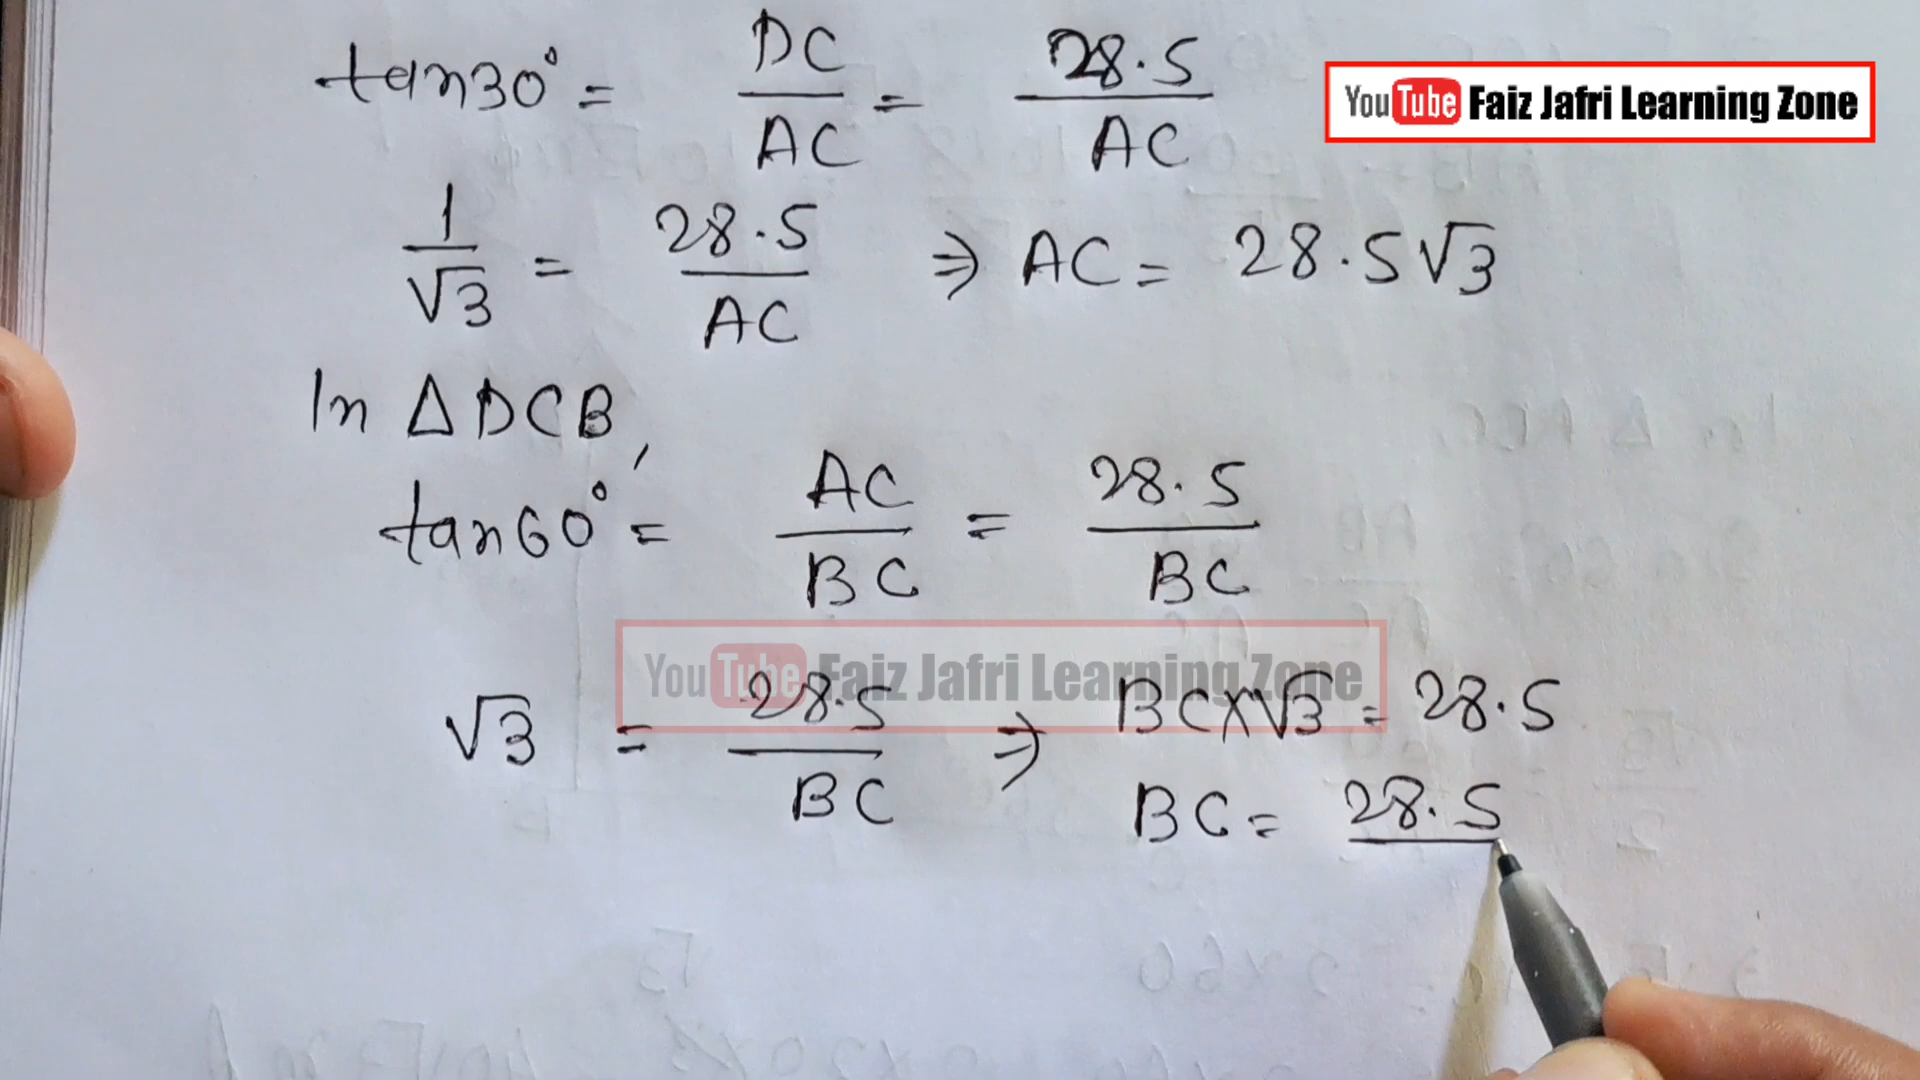 tan30° = DC/AC = 28.5/AC
YouTube Faiz Jafri Learning Zone
1/√3 = 28.5/AC ⇒ AC = 28.5√3
In ΔDCB,
tan60° = AC/BC = 28.5/BC
YouTube Faiz Jafri Learning Zone
√3 = 28.5/BC ⇒ BC×√3 = 28.5
BC = 28.5